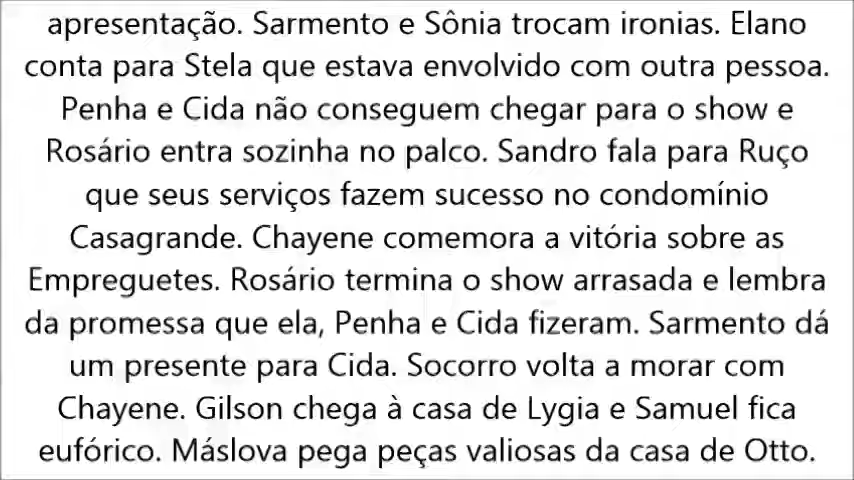 apresentação. Sarmento e Sônia trocam ironias. Elano
conta para Stela que estava envolvido com outra pessoa.
Penha e Cida não conseguem chegar para o show e
Rosário entra sozinha no palco. Sandro fala para Ruço
que seus serviços fazem sucesso no condomínio
Casagrande. Chayene comemora a vitória sobre as
Empreguetes. Rosário termina o show arrasada e lembra
da promessa que ela, Penha e Cida fizeram. Sarmento dá
um presente para Cida. Socorro volta a morar com
Chayene. Gilson chega à casa de Lygia e Samuel fica
eufórico. Máslova pega peças valiosas da casa de Otto.